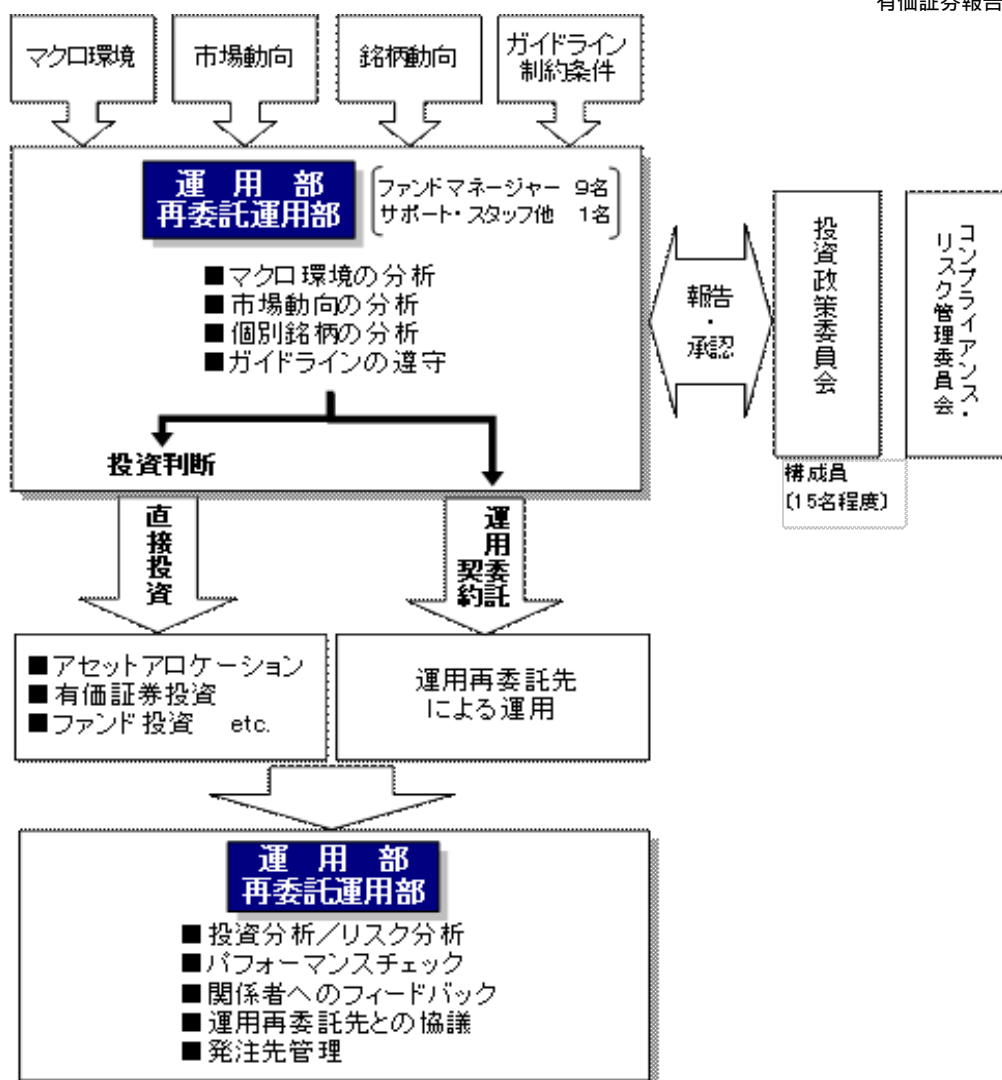 有価証券報告
マクロ環境
市場動向
銘柄動向
ガイドライン
制約条件
運 用 部
再委託運用部
ファンドマネージャー 9名
サポート・スタッフ他 1名
■マクロ環境の分析
■市場動向の分析
■個別銘柄の分析
■ガイドラインの遵守
投資判断
報告
・
承認
投資政策委員会
コンプライアンス・
リスク管理委員会・
構成員
〔15名程度〕
直接投資
運用委託
契約
■アセットアロケーション
■有価証券投資
■ファンド投資 etc.
運用再委託先
による運用
運 用 部
再委託運用部
■投資分析／リスク分析
■パフォーマンスチェック
■関係者へのフィードバック
■運用再委託先との協議
■発注先管理